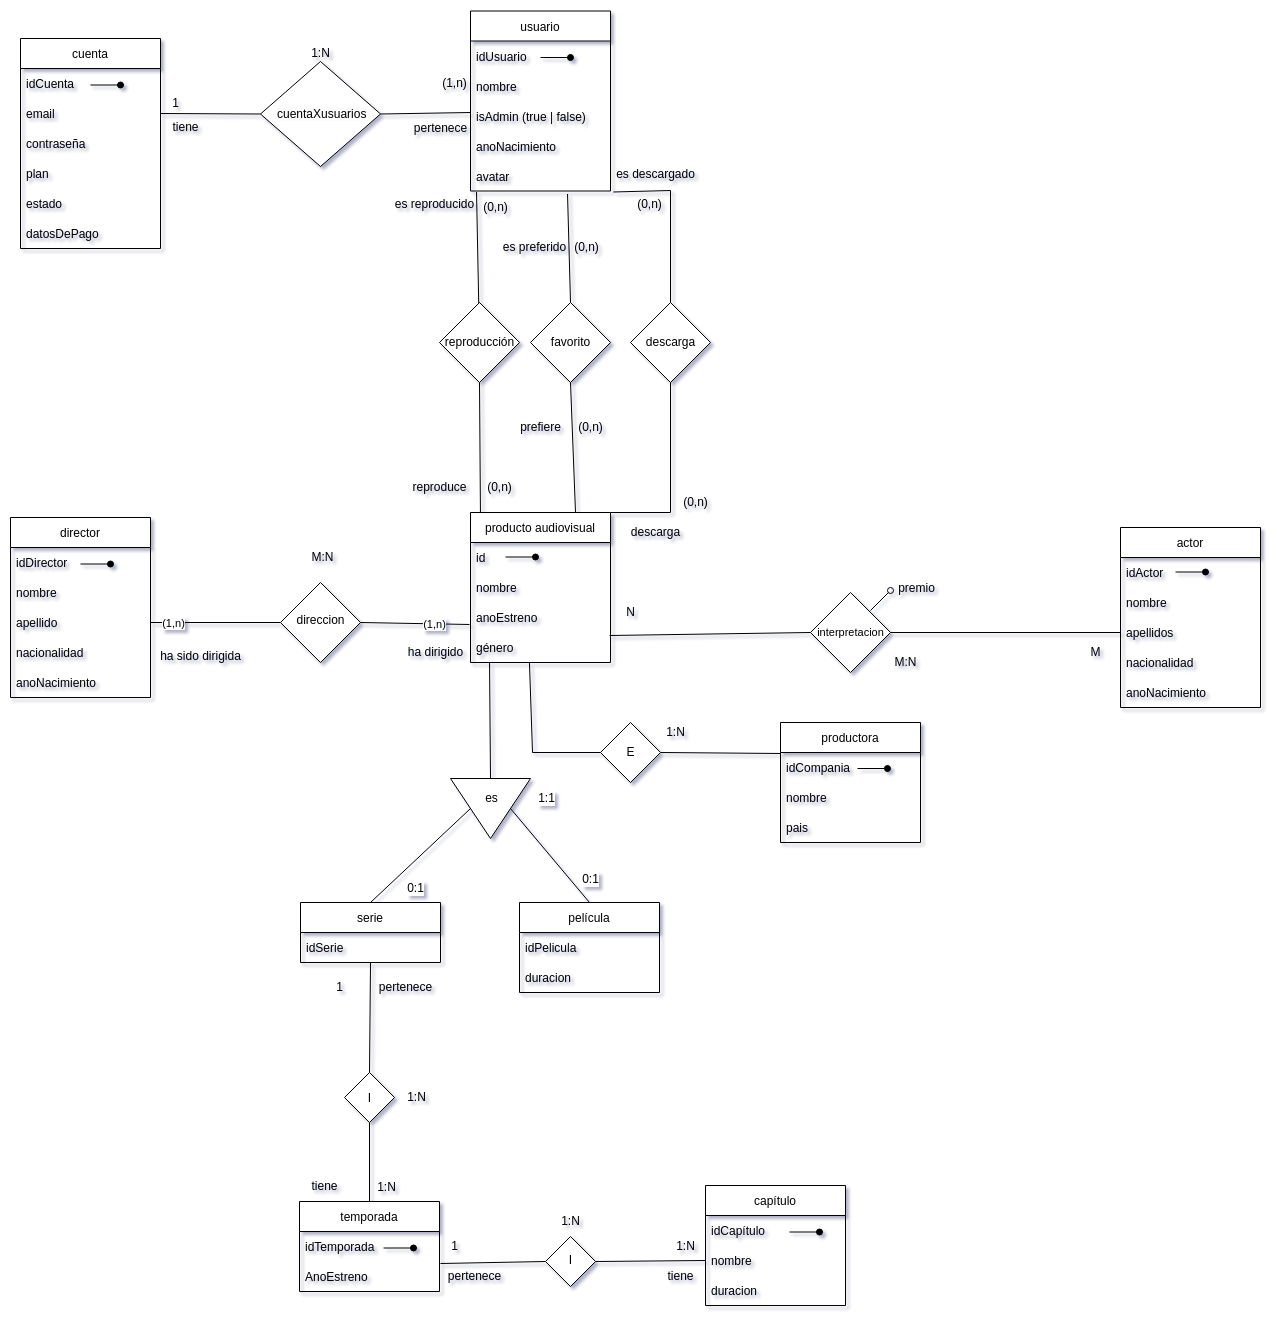 usuario
idUsuario
nombre
isAdmin (true | false)
anoNacimiento
avatar
cuenta
idCuenta
email
contraseña
plan
estado
datosDePago
1:N
cuentaXusuarios
1
tiene
(1,n)
pertenece
es reproducido
(0,n)
es preferido
(0,n)
es descargado
(0,n)
reproducción
favorito
descarga
prefiere
(0,n)
reproduce
(0,n)
(0,n)
descarga
producto audiovisual
id
nombre
anoEstreno
género
director
idDirector
nombre
apellido
nacionalidad
anoNacimiento
M:N
direccion
(1,n)
ha sido dirigida
(1,n)
ha dirigido
N
interpretacion
premio
M:N
M
actor
idActor
nombre
apellidos
nacionalidad
anoNacimiento
E
1:N
productora
idCompania
nombre
pais
es
1:1
0:1
0:1
serie
idSerie
película
idPelicula
duracion
1
pertenece
I
1:N
tiene
1:N
temporada
idTemporada
AnoEstreno
1
pertenece
1:N
I
1:N
tiene
capítulo
idCapítulo
nombre
duracion